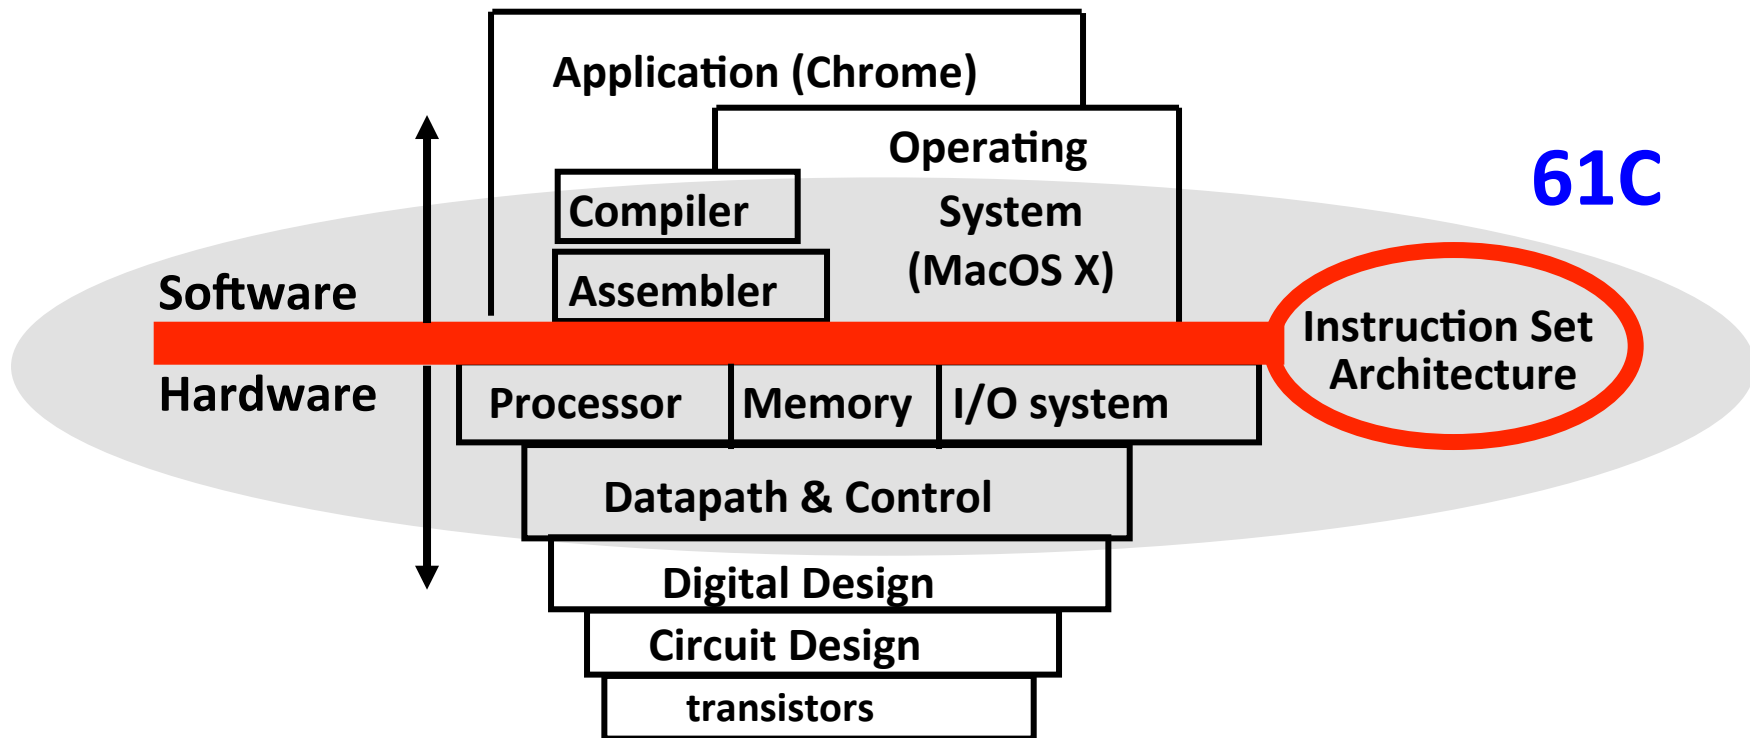 Application (Chrome)
Operating
61C
Compiler
System
(MacOS X)
Assembler
Software
Instruction Set
Architecture
Hardware
Processor
Memory
I/O system
Datapath & Control
Digital Design
Circuit Design
transistors